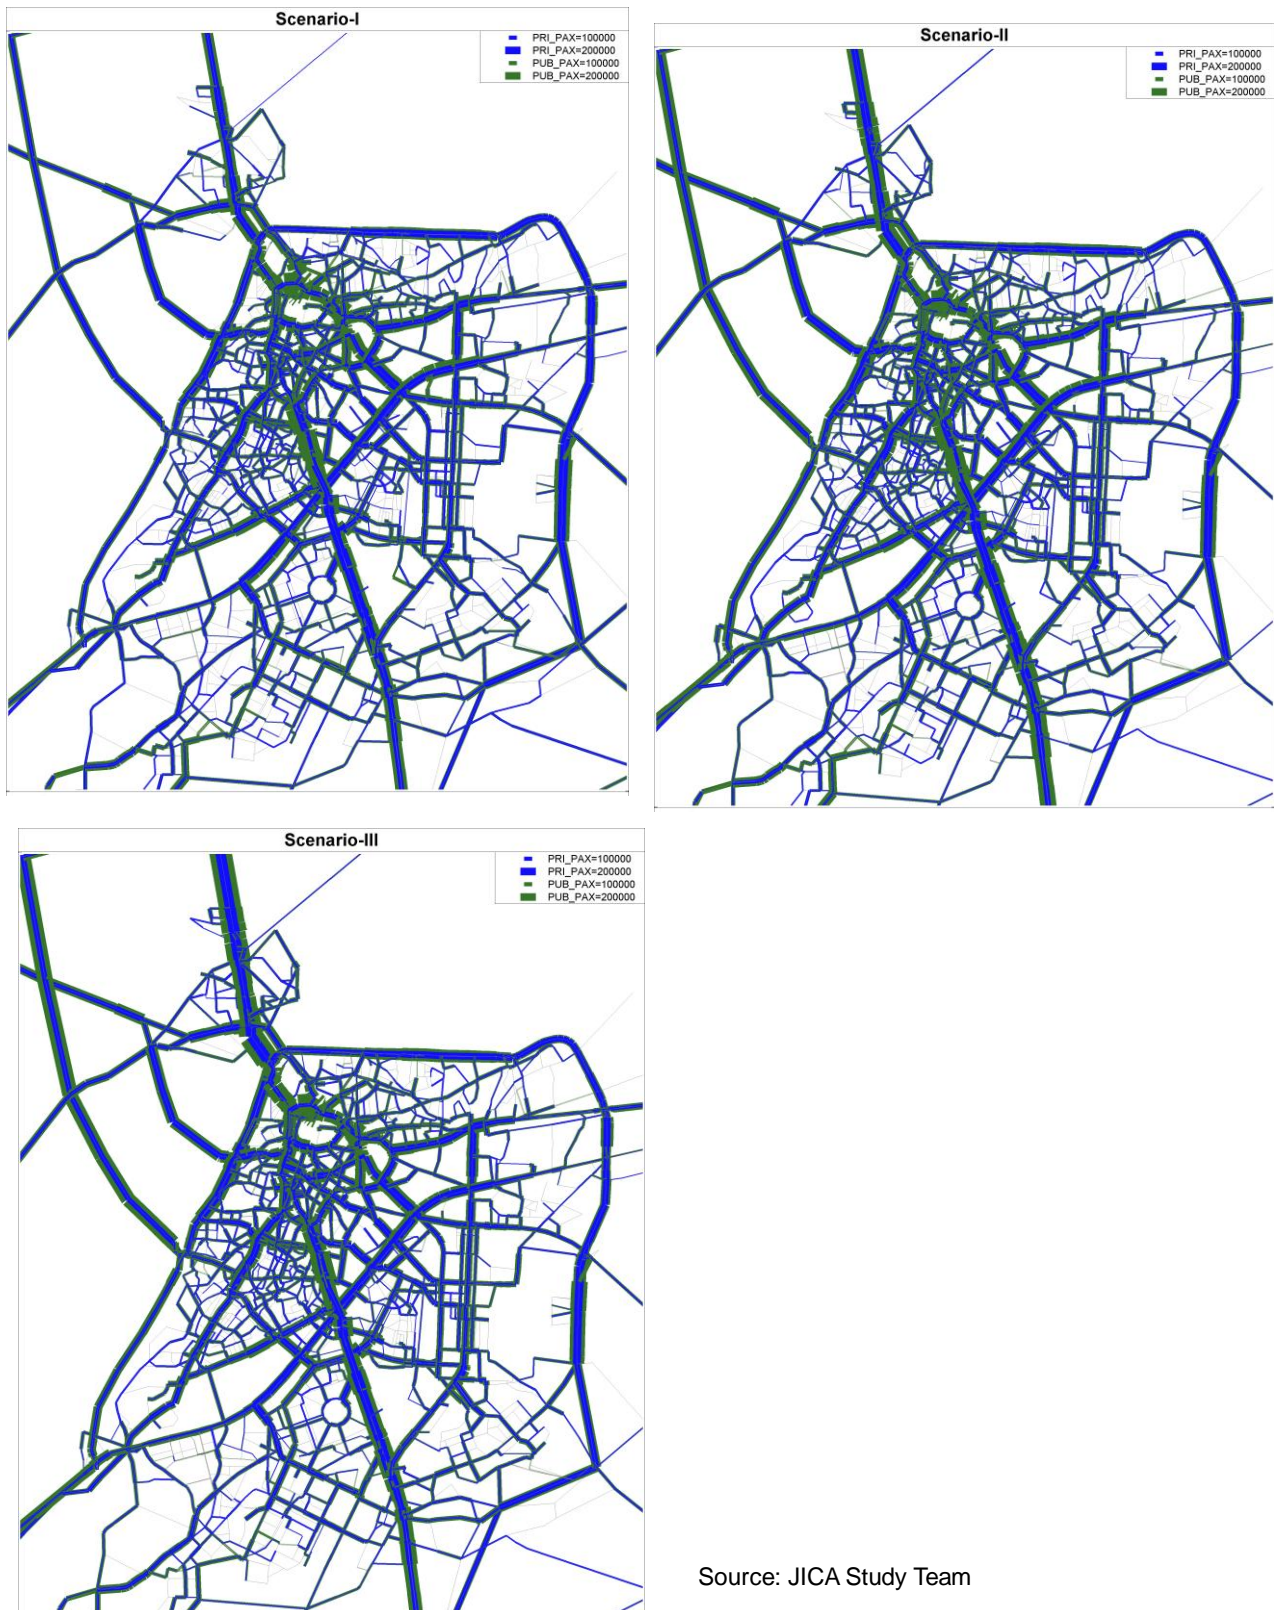 Scenario-I
PRI_PAX=100000
PRI_PAX=200000
PUB_PAX=100000
PUB_PAX=200000
Scenario-II
PRI_PAX=100000
PRI_PAX=200000
PUB_PAX=100000
PUB_PAX=200000
Scenario-III
PRI_PAX=100000
PRI_PAX=200000
PUB_PAX=100000
PUB_PAX=200000
Source: JICA Study Team